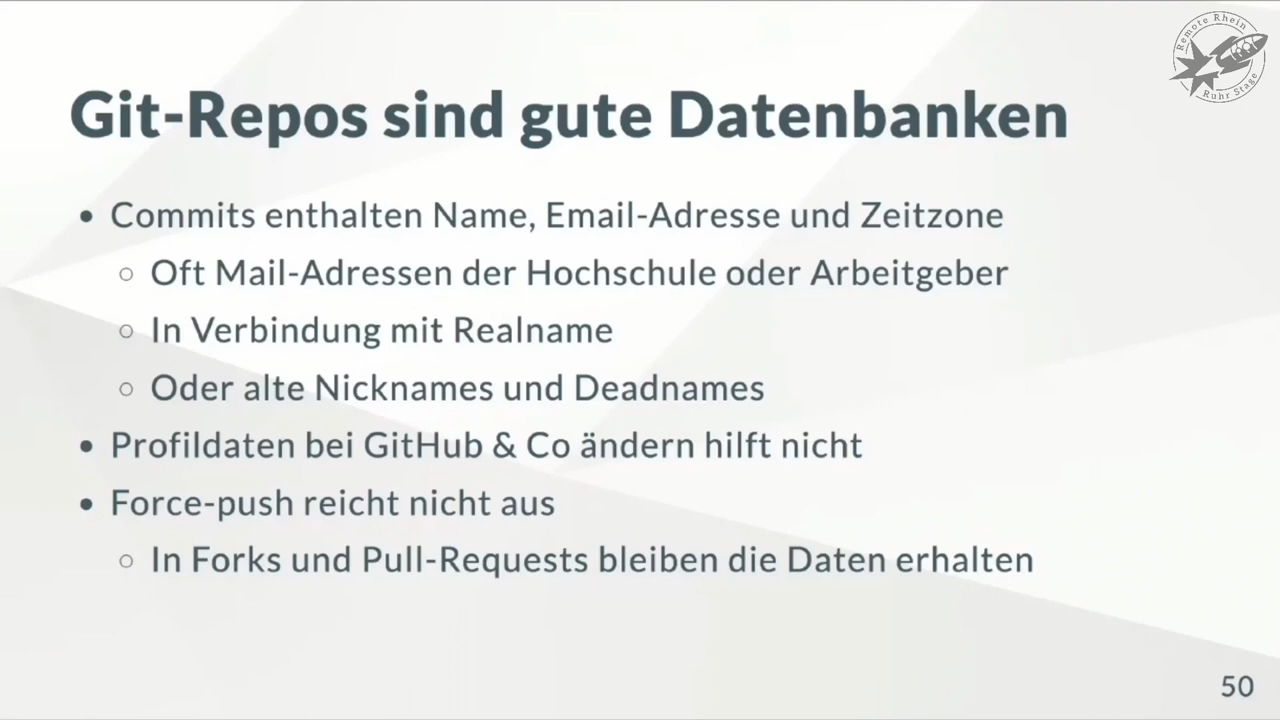 Remote Rhein
Ruhr Stage
Git-Repos sind gute Datenbanken
• Commits enthalten Name, Email-Adresse und Zeitzone
○ Oft Mail-Adressen der Hochschule oder Arbeitgeber
○ In Verbindung mit Realname
○ Oder alte Nicknames und Deadnames
• Profildaten bei GitHub & Co ändern hilft nicht
• Force-push reicht nicht aus
○ In Forks und Pull-Requests bleiben die Daten erhalten
50